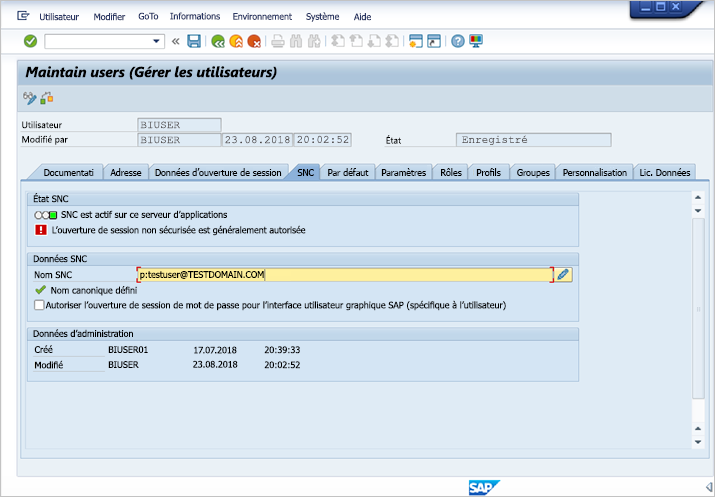 Utilisateur Modifier GoTo Informations Environnement Système Aide
Maintain users (Gérer les utilisateurs)
Utilisateur BIUSER
Modifié par BIUSER 23.08.2018 20:02:52 État Enregistré
Documentati Adresse Données d'ouverture de session SNC Par défaut Paramètres Rôles Profils Groupes Personnalisation Lic. Données
État SNC
SNC est actif sur ce serveur d'applications
L'ouverture de session non sécurisée est généralement autorisée
Données SNC
Nom SNC p:testuser@TESTDOMAIN.COM
Nom canonique défini
Autoriser l'ouverture de session de mot de passe pour l'interface utilisateur graphique SAP (spécifique à l'utilisateur)
Données d'administration
Créé BIUSER01 17.07.2018 20:39:33
Modifié BIUSER 23.08.2018 20:02:52
SAP